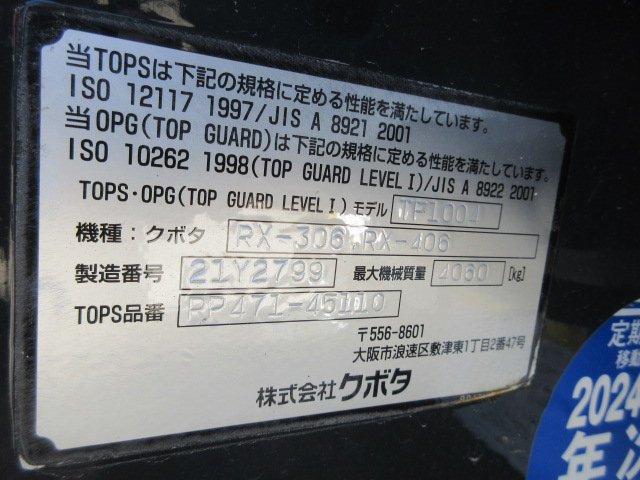 当TOPSは下記の規格に定める性能を満たしています。
ISO 12117 1997/JIS A 8921 2001
当OPG(TOP GUARD)は下記の規格に定める性能を満たしています。
ISO 10262 1998(TOP GUARD LEVEL I)/JIS A 8922 2001
TOPS・OPG(TOP GUARD LEVEL I) モデル TP1004
機種：クボタ RX-306,RX-406
製造番号 21Y2799 最大機械質量 4060 [kg]
TOPS品番 RP471-45110
〒556-8601
大阪市浪速区敷津東1丁目2番47号
株式会社クボタ
定期
移動
2024
年